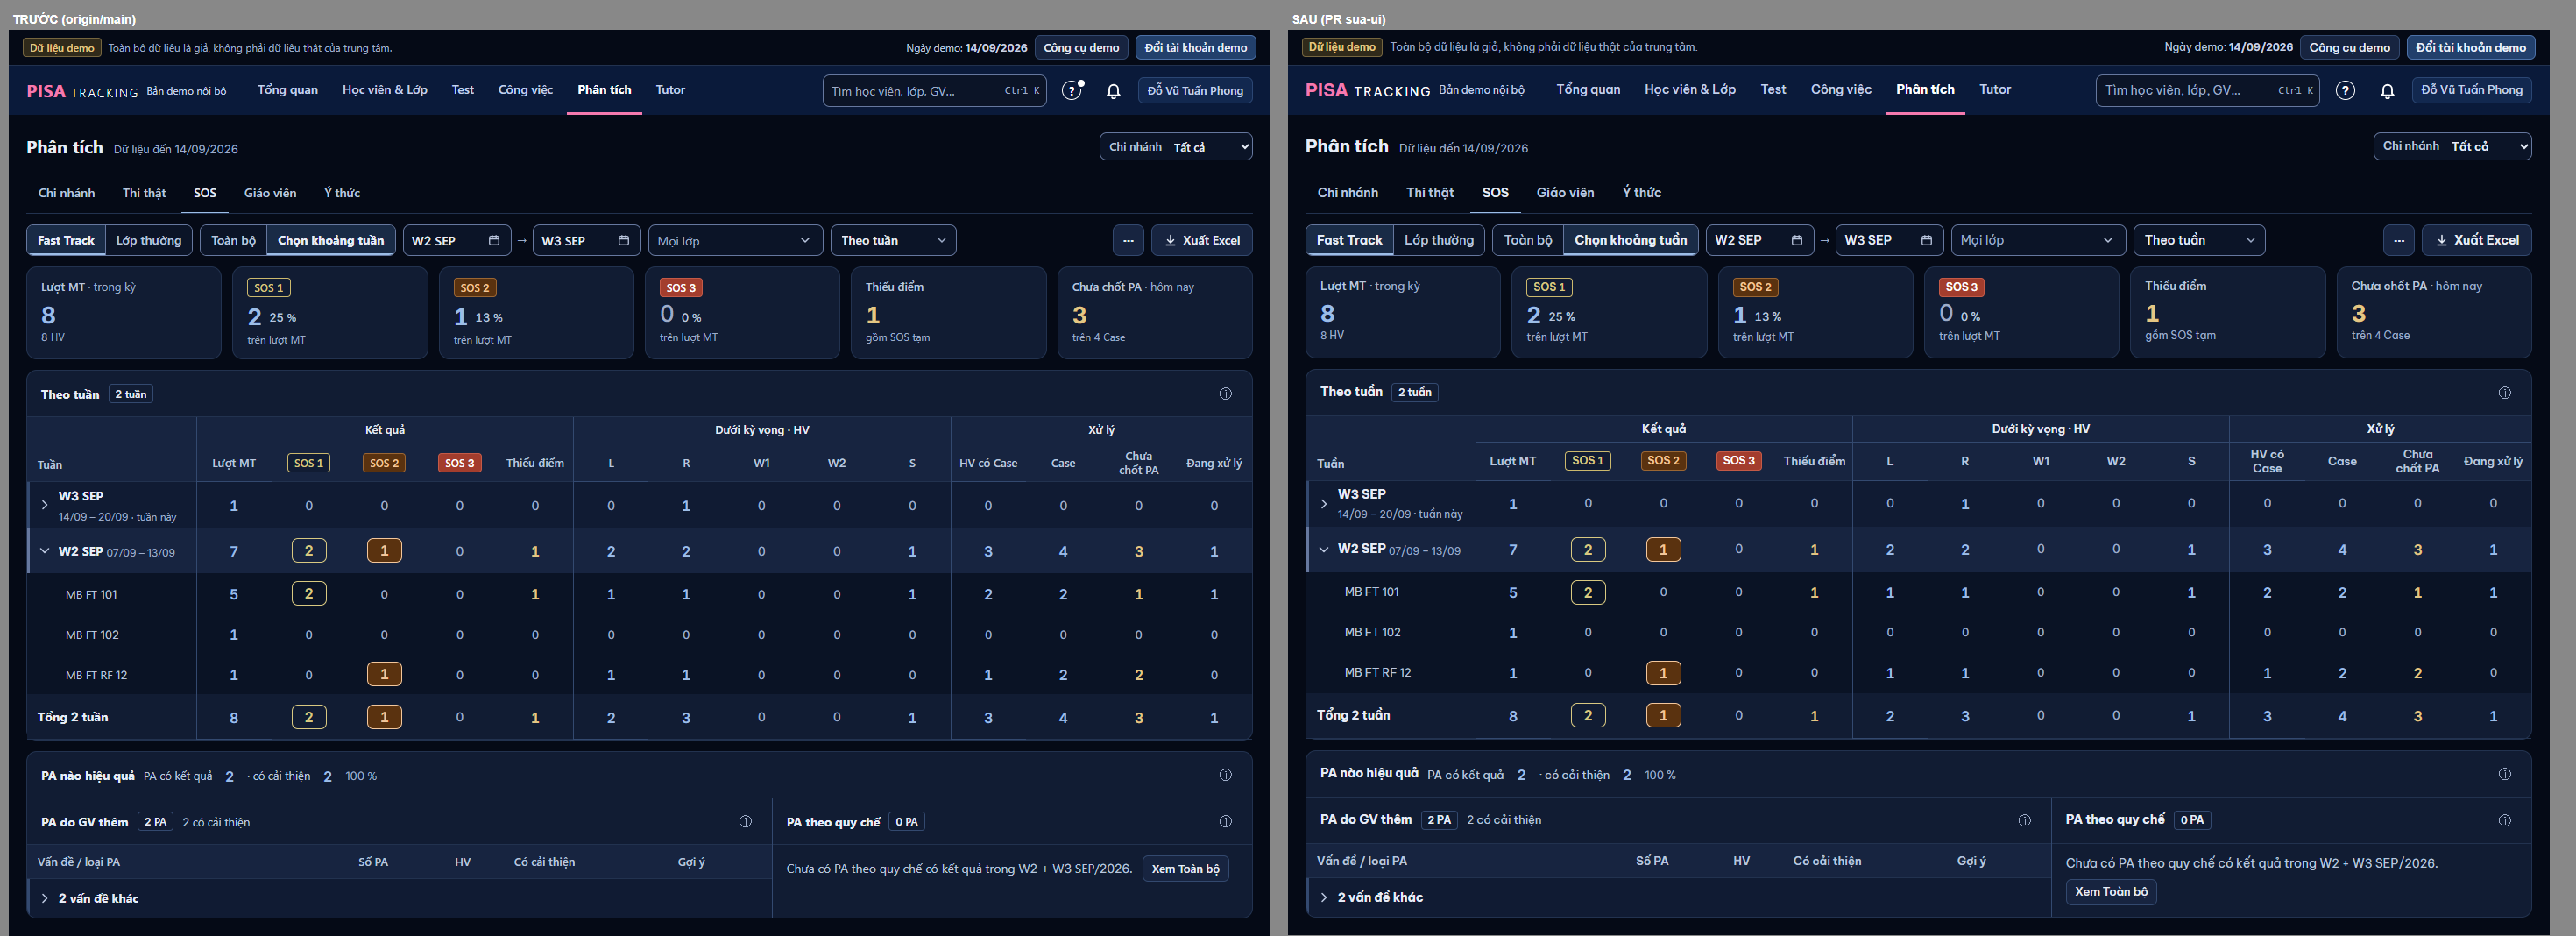 TRƯỚC (origin/main)
Dữ liệu demo Toàn bộ dữ liệu là giả, không phải dữ liệu thật của trung tâm. Ngày demo: 14/09/2026 Công cụ demo Đổi tài khoản demo
PISA TRACKING Bản demo nội bộ Tổng quan Học viên & Lớp Test Công việc Phân tích Tutor Tìm học viên, lớp, GV... Ctrl K ? Đỗ Vũ Tuấn Phong
Phân tích Dữ liệu đến 14/09/2026 Chi nhánh Tất cả
Chi nhánh Thi thật SOS Giáo viên Ý thức
Fast Track Lớp thường Toàn bộ Chọn khoảng tuần W2 SEP → W3 SEP Mọi lớp Theo tuần ... Xuất Excel
Lượt MT · trong kỳ SOS 1 SOS 2 SOS 3 Thiếu điểm Chưa chốt PA · hôm nay
8 2 25 % 1 13 % 0 0 % 1 3
8 HV trên lượt MT trên lượt MT trên lượt MT gồm SOS tạm trên 4 Case
Theo tuần 2 tuần
Kết quả Dưới kỳ vọng · HV Xử lý
Tuần Lượt MT SOS 1 SOS 2 SOS 3 Thiếu điểm L R W1 W2 S HV có Case Case Chưa chốt PA Đang xử lý
W3 SEP
14/09 – 20/09 · tuần này 1 0 0 0 0 0 1 0 0 0 0 0 0 0
W2 SEP 07/09 – 13/09 7 2 1 0 1 2 2 0 0 1 3 4 3 1
MB FT 101 5 2 0 0 1 1 1 0 0 1 2 2 1 1
MB FT 102 1 0 0 0 0 0 0 0 0 0 0 0 0 0
MB FT RF 12 1 0 1 0 0 1 1 0 0 0 1 2 2 0
Tổng 2 tuần 8 2 1 0 1 2 3 0 0 1 3 4 3 1
PA nào hiệu quả PA có kết quả 2 · có cải thiện 2 100 %
PA do GV thêm 2 PA 2 có cải thiện PA theo quy chế 0 PA
Vấn đề / loại PA Số PA HV Có cải thiện Gợi ý
Chưa có PA theo quy chế có kết quả trong W2 + W3 SEP/2026. Xem Toàn bộ
2 vấn đề khác
SAU (PR sua-ui)
Dữ liệu demo Toàn bộ dữ liệu là giả, không phải dữ liệu thật của trung tâm. Ngày demo: 14/09/2026 Công cụ demo Đổi tài khoản demo
PISA TRACKING Bản demo nội bộ Tổng quan Học viên & Lớp Test Công việc Phân tích Tutor Tìm học viên, lớp, GV... Ctrl K ? Đỗ Vũ Tuấn Phong
Phân tích Dữ liệu đến 14/09/2026 Chi nhánh Tất cả
Chi nhánh Thi thật SOS Giáo viên Ý thức
Fast Track Lớp thường Toàn bộ Chọn khoảng tuần W2 SEP → W3 SEP Mọi lớp Theo tuần ... Xuất Excel
Lượt MT · trong kỳ SOS 1 SOS 2 SOS 3 Thiếu điểm Chưa chốt PA · hôm nay
8 2 25 % 1 13 % 0 0 % 1 3
8 HV trên lượt MT trên lượt MT trên lượt MT gồm SOS tạm trên 4 Case
Theo tuần 2 tuần
Kết quả Dưới kỳ vọng · HV Xử lý
Tuần Lượt MT SOS 1 SOS 2 SOS 3 Thiếu điểm L R W1 W2 S HV có Case Case Chưa chốt PA Đang xử lý
W3 SEP
14/09 – 20/09 · tuần này 1 0 0 0 0 0 1 0 0 0 0 0 0 0
W2 SEP 07/09 – 13/09 7 2 1 0 1 2 2 0 0 1 3 4 3 1
MB FT 101 5 2 0 0 1 1 1 0 0 1 2 2 1 1
MB FT 102 1 0 0 0 0 0 0 0 0 0 0 0 0 0
MB FT RF 12 1 0 1 0 0 1 1 0 0 0 1 2 2 0
Tổng 2 tuần 8 2 1 0 1 2 3 0 0 1 3 4 3 1
PA nào hiệu quả PA có kết quả 2 · có cải thiện 2 100 %
PA do GV thêm 2 PA 2 có cải thiện PA theo quy chế 0 PA
Vấn đề / loại PA Số PA HV Có cải thiện Gợi ý
Chưa có PA theo quy chế có kết quả trong W2 + W3 SEP/2026.
Xem Toàn bộ
2 vấn đề khác